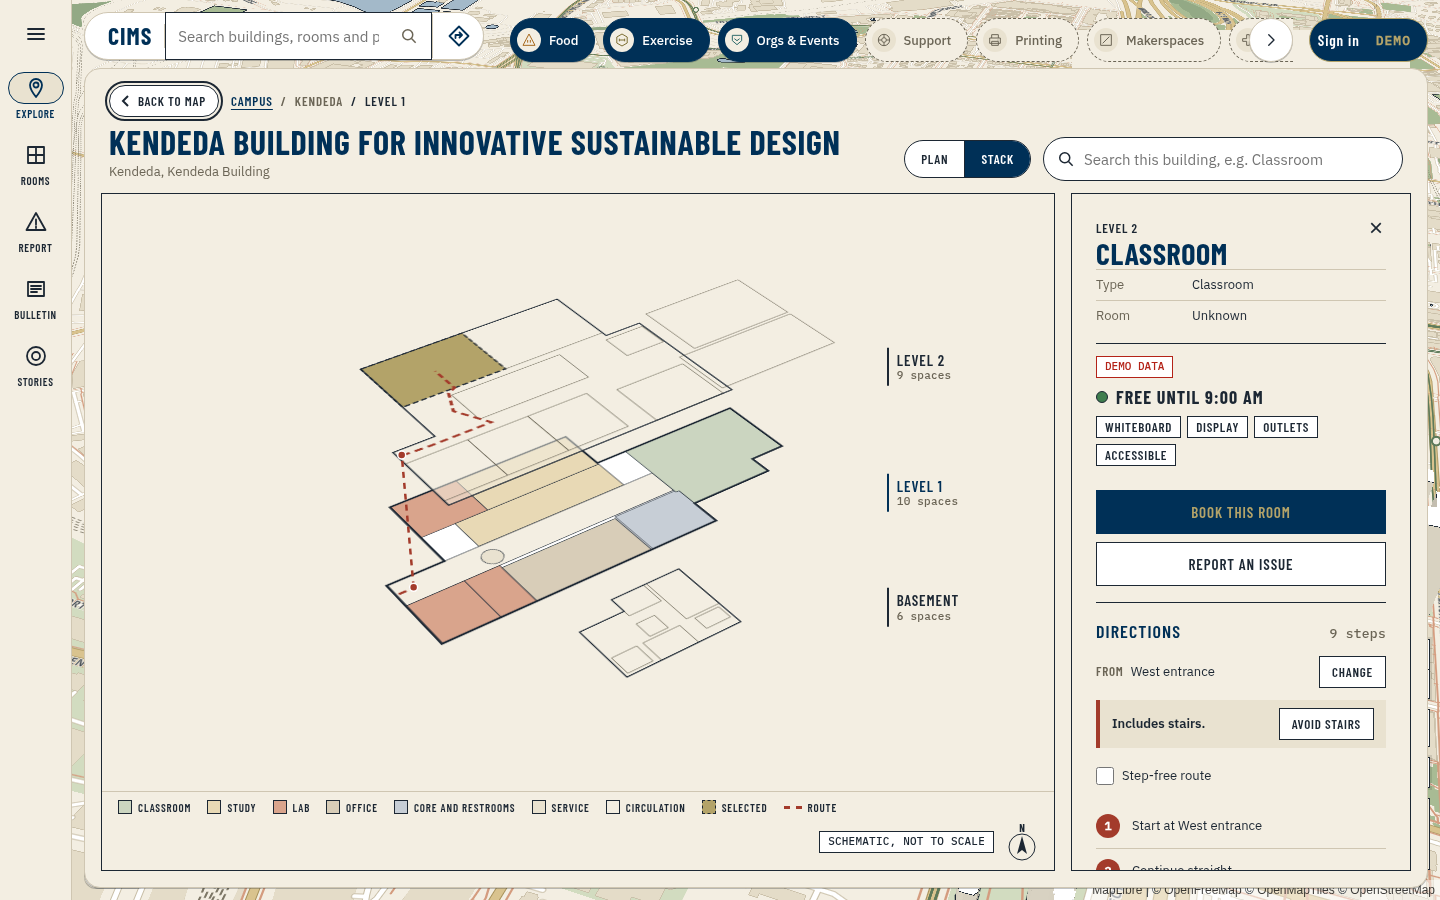 CIMS
Search buildings, rooms and p
Food
Exercise
Orgs & Events
Support
Printing
Makerspaces
Sign in DEMO
EXPLORE
ROOMS
REPORT
BULLETIN
STORIES
BACK TO MAP
CAMPUS / KENDEDA / LEVEL 1
KENDEDA BUILDING FOR INNOVATIVE SUSTAINABLE DESIGN
Kendeda, Kendeda Building
PLAN
STACK
Search this building, e.g. Classroom
LEVEL 2
9 spaces
LEVEL 1
10 spaces
BASEMENT
6 spaces
CLASSROOM
STUDY
LAB
OFFICE
CORE AND RESTROOMS
SERVICE
CIRCULATION
SELECTED
ROUTE
SCHEMATIC, NOT TO SCALE
N
LEVEL 2
CLASSROOM
Type Classroom
Room Unknown
DEMO DATA
FREE UNTIL 9:00 AM
WHITEBOARD
DISPLAY
OUTLETS
ACCESSIBLE
BOOK THIS ROOM
REPORT AN ISSUE
DIRECTIONS 9 steps
FROM West entrance
CHANGE
Includes stairs.
AVOID STAIRS
Step-free route
1 Start at West entrance
MapLibre | © OpenFreeMap © OpenMapTiles © OpenStreetMap